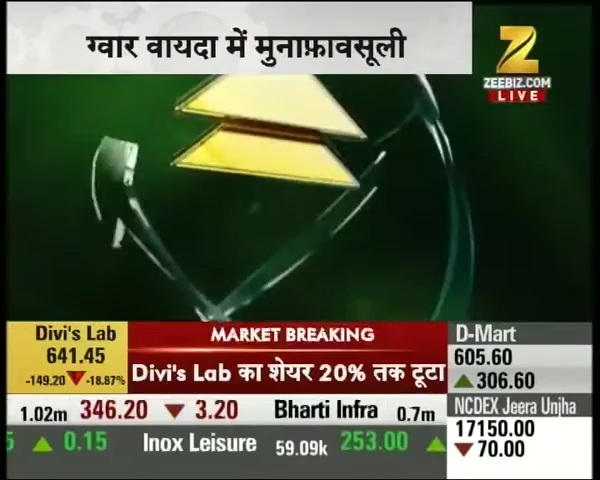 ग्वार वायदा में मुनाफ़ावसूली
ZEEBIZ.COM
LIVE
Divi's Lab
641.45
-149.20 ▼ -18.87%
MARKET BREAKING
Divi's Lab का शेयर 20% तक टूटा
D-Mart
605.60
▲ 306.60
NCDEX Jeera Unjha
17150.00
▼ 70.00
1.02m 346.20 ▼ 3.20 Bharti Infra 0.7m
5 ▲ 0.15 Inox Leisure 59.09k 253.00 ▲